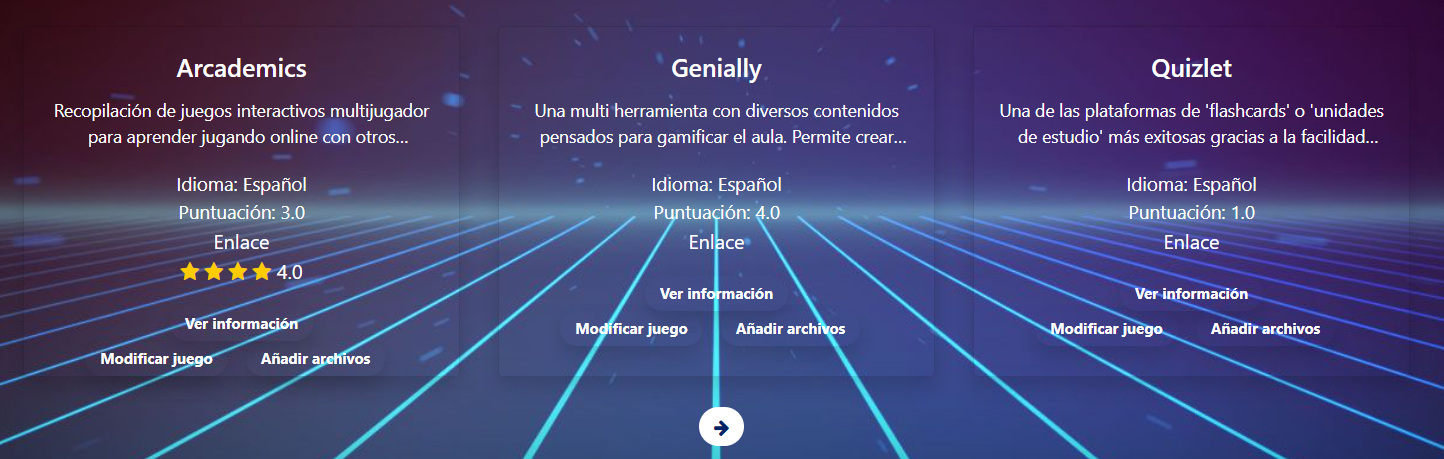 Arcademics
Recopilación de juegos interactivos multijugador
para aprender jugando online con otros...
Idioma: Español
Puntuación: 3.0
Enlace
4.0
Ver información
Modificar juego
Añadir archivos
Genially
Una multi herramienta con diversos contenidos
pensados para gamificar el aula. Permite crear...
Idioma: Español
Puntuación: 4.0
Enlace
Ver información
Modificar juego
Añadir archivos
Quizlet
Una de las plataformas de 'flashcards' o 'unidades
de estudio' más exitosas gracias a la facilidad...
Idioma: Español
Puntuación: 1.0
Enlace
Ver información
Modificar juego
Añadir archivos